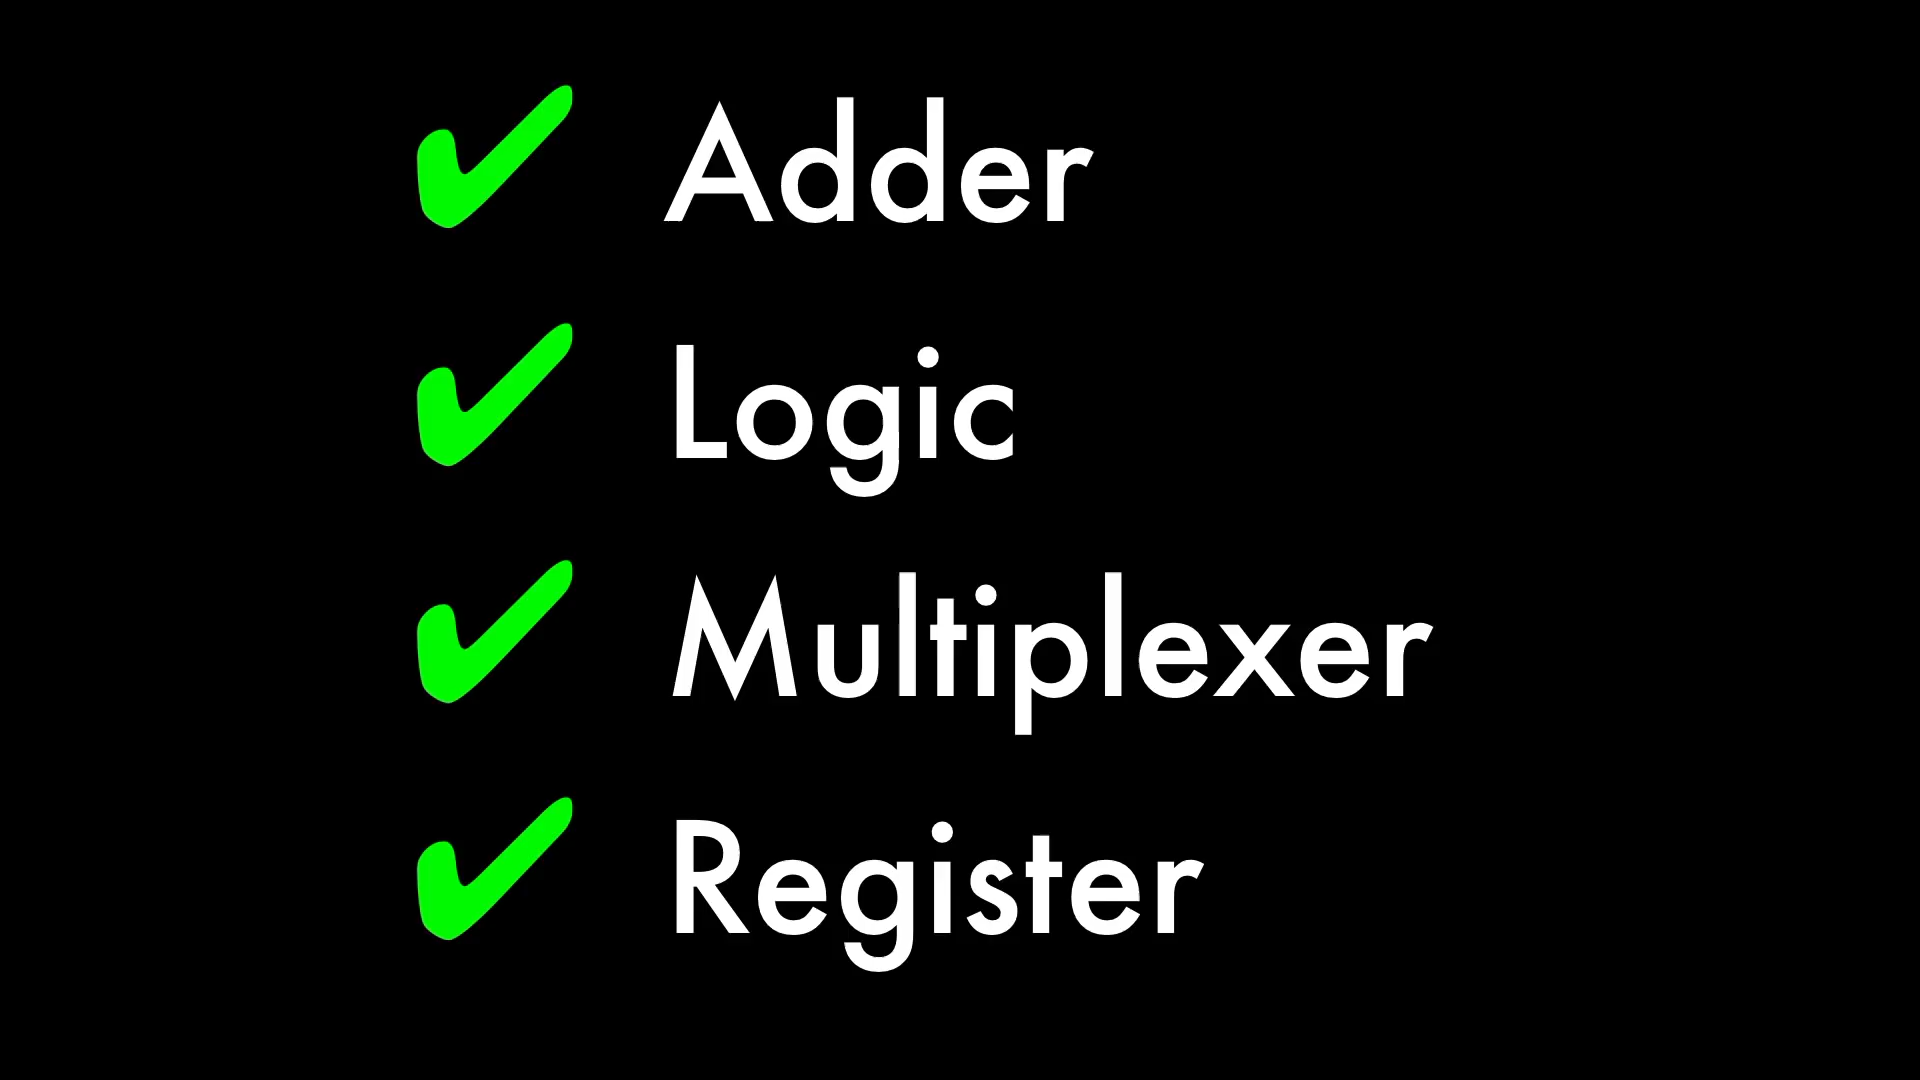 ✔ Adder
✔ Logic
✔ Multiplexer
✔ Register